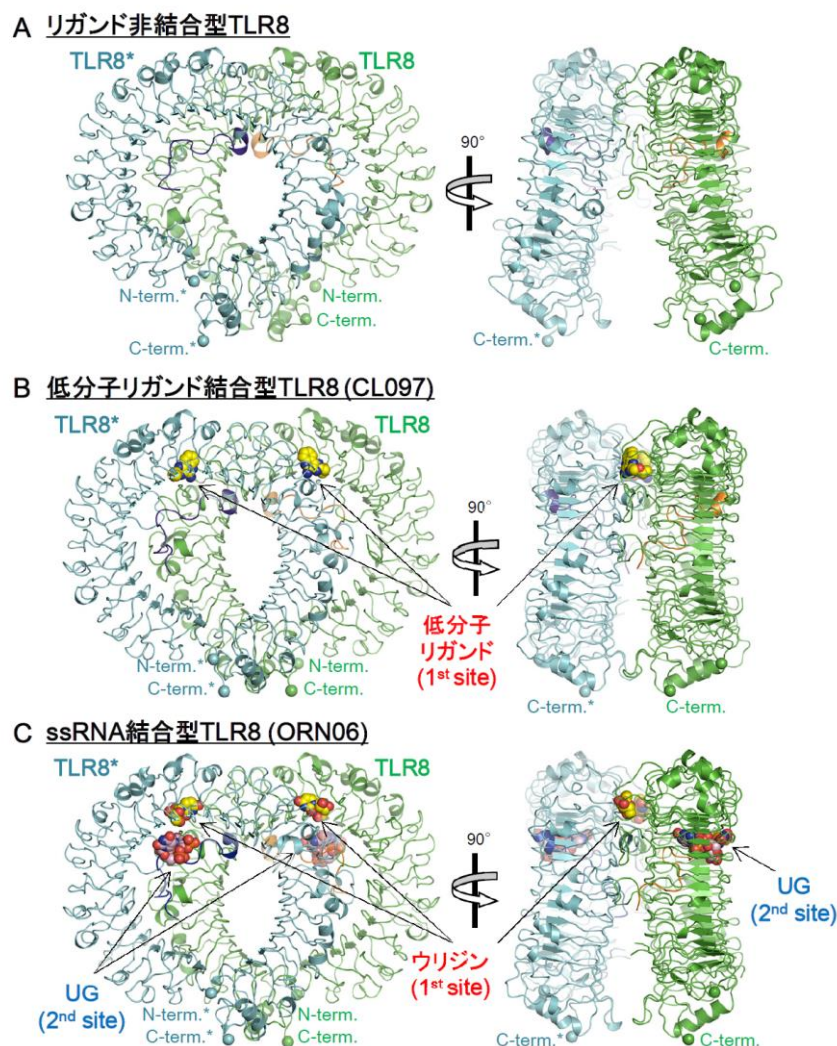 A リガンド非結合型TLR8
TLR8*
TLR8
90°
N-term.*
N-term.
C-term.
C-term.*
C-term.*
C-term.
B 低分子リガンド結合型TLR8 (CL097)
TLR8*
TLR8
90°
低分子
リガンド
(1st site)
N-term.*
N-term.
C-term.*
C-term.
C-term.*
C-term.
C ssRNA結合型TLR8 (ORN06)
TLR8*
TLR8
90°
UG
(2nd site)
ウリジン
(1st site)
UG
(2nd site)
N-term.*
N-term.
C-term.*
C-term.
C-term.*
C-term.